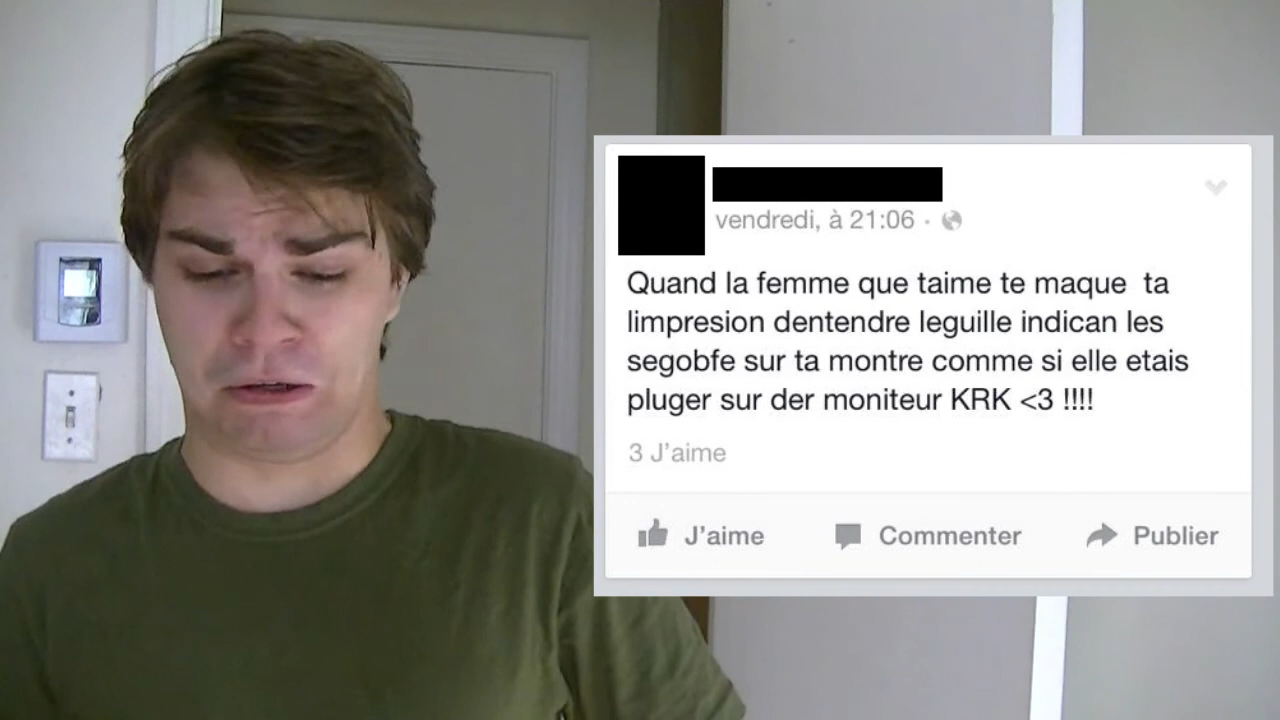 vendredi, à 21:06 ·
Quand la femme que taime te maque  ta
limpresion dentendre leguille indican les
segobfe sur ta montre comme si elle etais
pluger sur der moniteur KRK <3 !!!!
3 J’aime
J’aime Commenter Publier